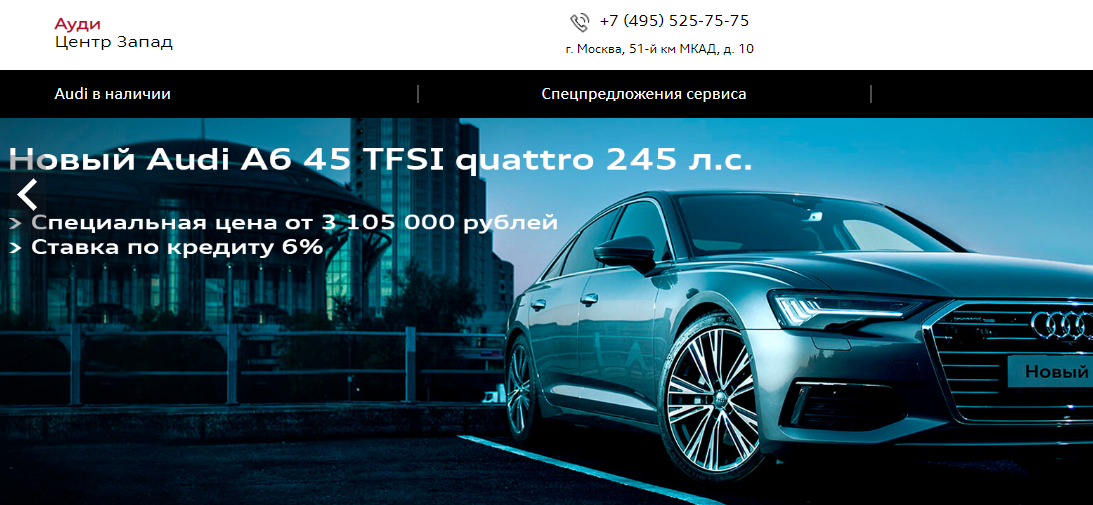 Ауди
Центр Запад
+7 (495) 525-75-75
г. Москва, 51-й км МКАД, д. 10
Audi в наличии
Спецпредложения сервиса
Новый Audi A6 45 TFSI quattro 245 л.с.
> Специальная цена от 3 105 000 рублей
> Ставка по кредиту 6%
Новый